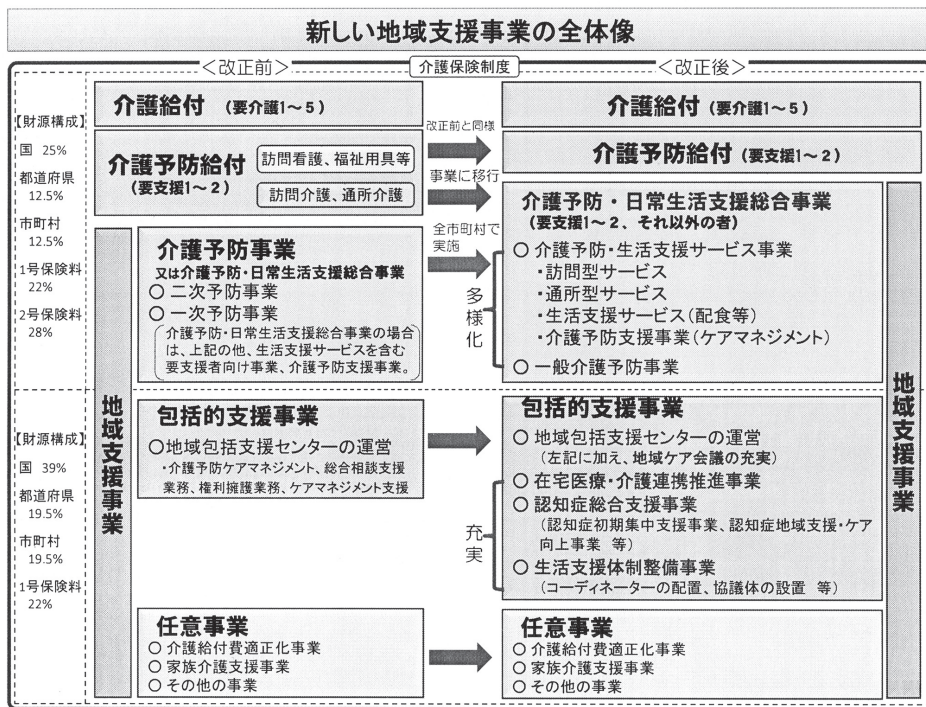 新しい地域支援事業の全体像
＜改正前＞
介護保険制度
＜改正後＞
【財源構成】
国 25%
都道府県
12.5%
市町村
12.5%
1号保険料
22%
2号保険料
28%
【財源構成】
国 39%
都道府県
19.5%
市町村
19.5%
1号保険料
22%
介護給付 (要介護1～5)
介護予防給付
(要支援1～2)
訪問看護、福祉用具等
訪問介護、通所介護
地域支援事業
介護予防事業
又は介護予防・日常生活支援総合事業
○ 二次予防事業
○ 一次予防事業
介護予防・日常生活支援総合事業の場合
は、上記の他、生活支援サービスを含む
要支援者向け事業、介護予防支援事業。
包括的支援事業
○地域包括支援センターの運営
・介護予防ケアマネジメント、総合相談支援
業務、権利擁護業務、ケアマネジメント支援
任意事業
○ 介護給付費適正化事業
○ 家族介護支援事業
○ その他の事業
改正前と同様
事業に移行
全市町村で
実施
多様化
充実
介護給付 (要介護1～5)
介護予防給付 (要支援1～2)
介護予防・日常生活支援総合事業
(要支援1～2、それ以外の者)
○ 介護予防・生活支援サービス事業
・訪問型サービス
・通所型サービス
・生活支援サービス(配食等)
・介護予防支援事業(ケアマネジメント)
○ 一般介護予防事業
包括的支援事業
○ 地域包括支援センターの運営
(左記に加え、地域ケア会議の充実)
○ 在宅医療・介護連携推進事業
○ 認知症総合支援事業
(認知症初期集中支援事業、認知症地域支援・ケア
向上事業 等)
○ 生活支援体制整備事業
(コーディネーターの配置、協議体の設置 等)
任意事業
○ 介護給付費適正化事業
○ 家族介護支援事業
○ その他の事業
地域支援事業